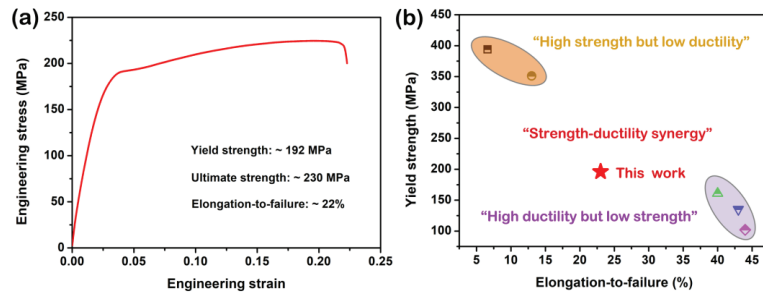 (a)
250
200
150
100
50
0
Engineering stress (MPa)
Yield strength: ~ 192 MPa
Ultimate strength: ~ 230 MPa
Elongation-to-failure: ~ 22%
0.00 0.05 0.10 0.15 0.20 0.25
Engineering strain
(b)
450
400
350
300
250
200
150
100
Yield strength (MPa)
“High strength but low ductility”
“Strength-ductility synergy”
This work
“High ductility but low strength”
5 10 15 20 25 30 35 40 45
Elongation-to-failure (%)